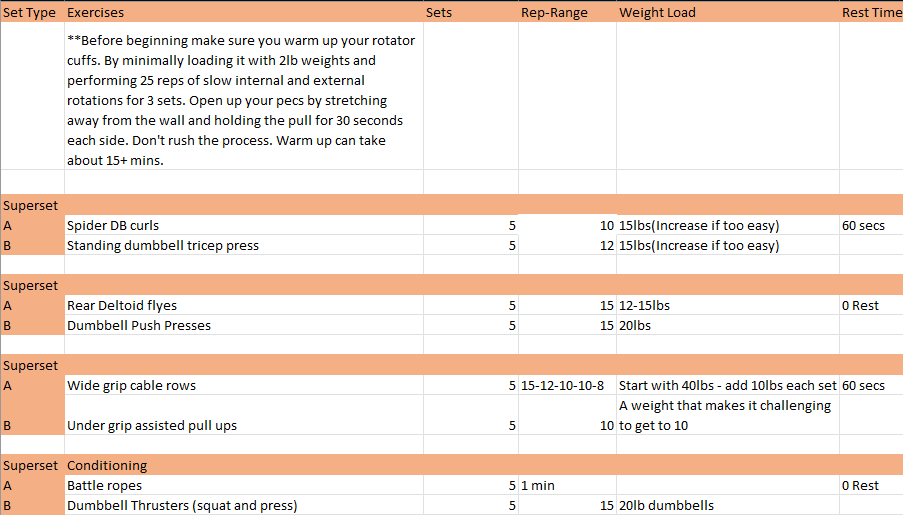 Set Type Exercises Sets Rep-Range Weight Load Rest Time
**Before beginning make sure you warm up your rotator
cuffs. By minimally loading it with 2lb weights and
performing 25 reps of slow internal and external
rotations for 3 sets. Open up your pecs by stretching
away from the wall and holding the pull for 30 seconds
each side. Don't rush the process. Warm up can take
about 15+ mins.
Superset
A Spider DB curls 5 10 15lbs(Increase if too easy) 60 secs
B Standing dumbbell tricep press 5 12 15lbs(Increase if too easy)
Superset
A Rear Deltoid flyes 5 15 12-15lbs 0 Rest
B Dumbbell Push Presses 5 15 20lbs
Superset
A Wide grip cable rows 5 15-12-10-10-8 Start with 40lbs - add 10lbs each set 60 secs
A weight that makes it challenging
B Under grip assisted pull ups 5 10 to get to 10
Superset Conditioning
A Battle ropes 5 1 min 0 Rest
B Dumbbell Thrusters (squat and press) 5 15 20lb dumbbells